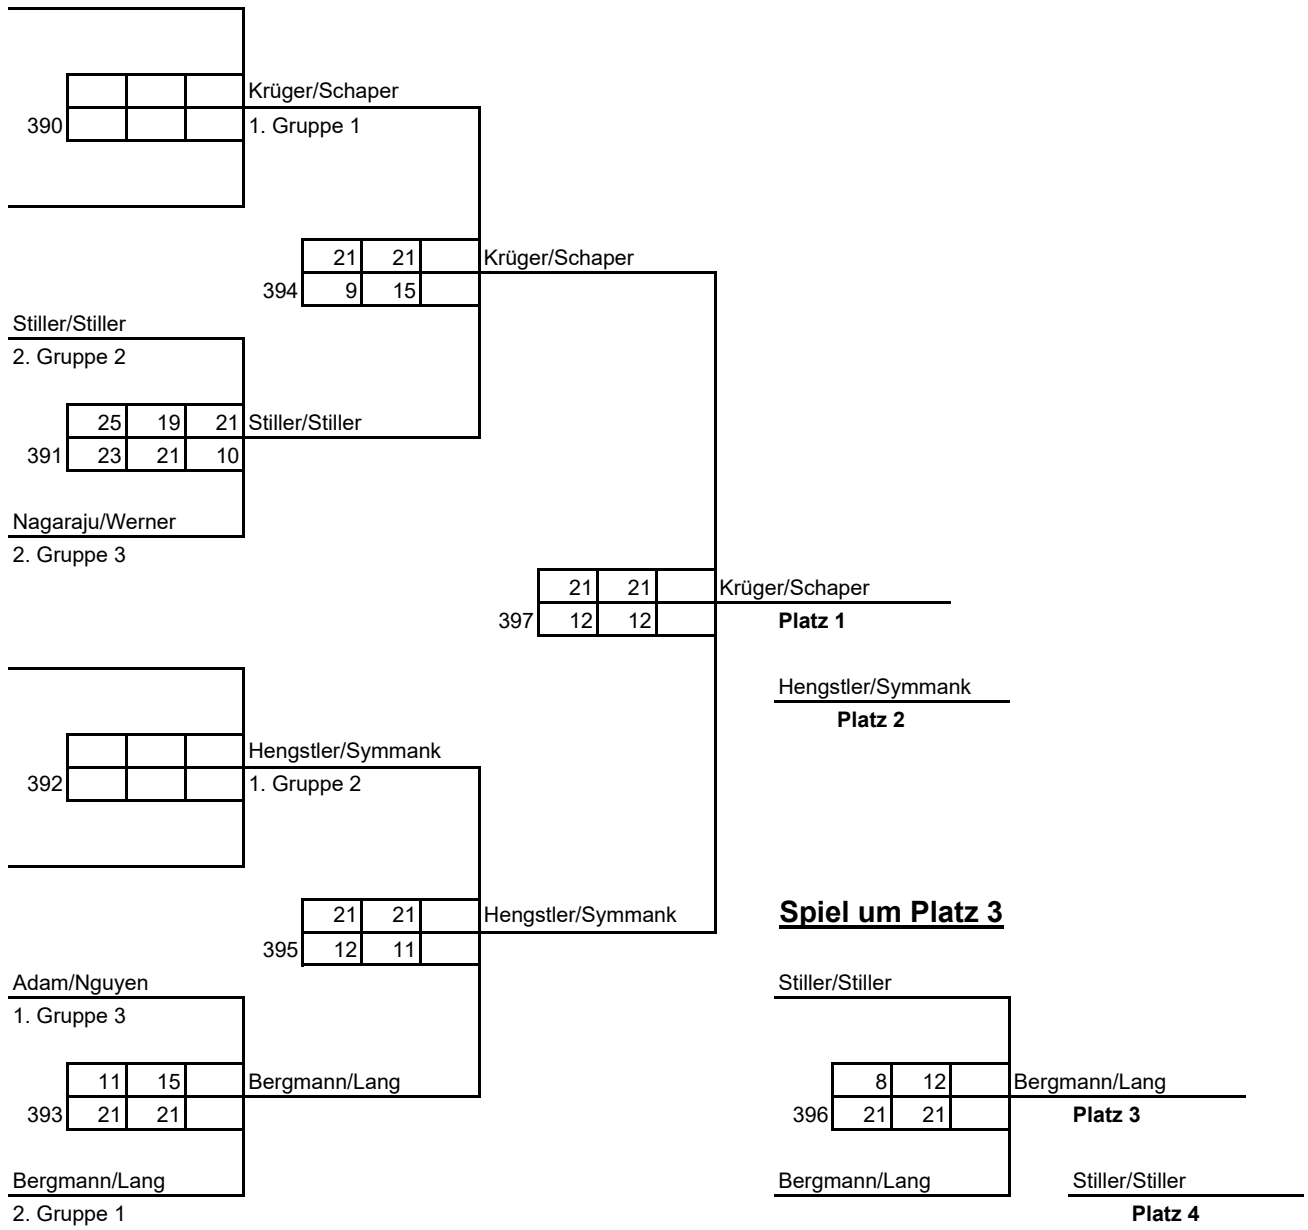 Krüger/Schaper
390 1. Gruppe 1
21 21 Krüger/Schaper
394 9 15
Stiller/Stiller
2. Gruppe 2
25 19 21 Stiller/Stiller
391 23 21 10
Nagaraju/Werner
2. Gruppe 3
21 21 Krüger/Schaper
397 12 12 Platz 1
Hengstler/Symmank
Platz 2
Hengstler/Symmank
392 1. Gruppe 2
21 21 Hengstler/Symmank Spiel um Platz 3
395 12 11
Adam/Nguyen Stiller/Stiller
1. Gruppe 3
11 15 Bergmann/Lang 8 12 Bergmann/Lang
393 21 21 396 21 21 Platz 3
Bergmann/Lang Bergmann/Lang Stiller/Stiller
2. Gruppe 1 Platz 4